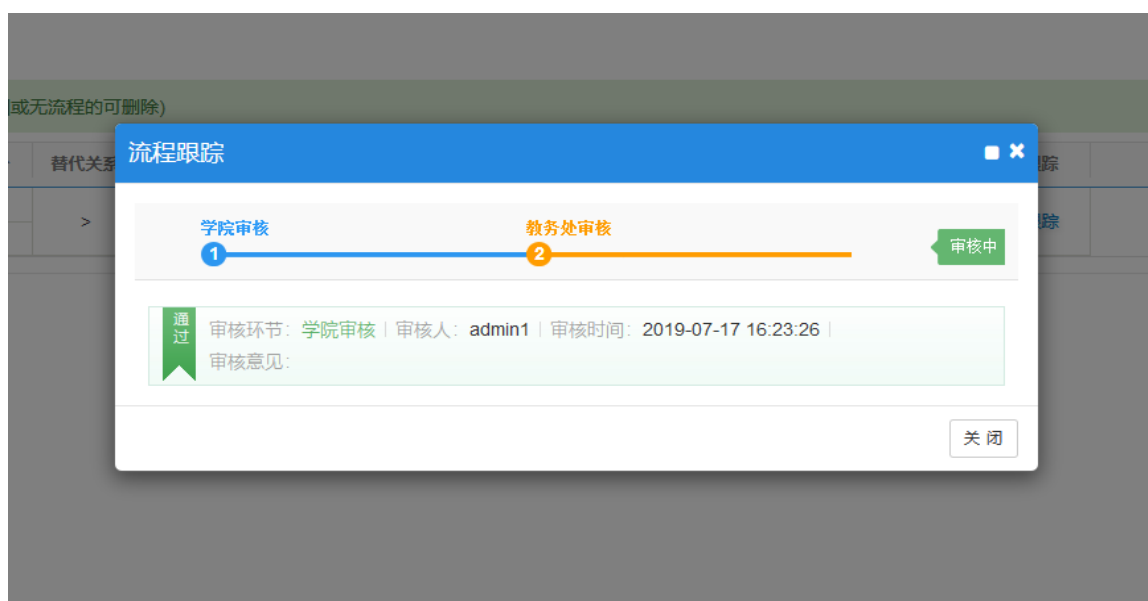 或无流程的可删除)
替代关系
流程跟踪
踪
>
踪
学院审核
教务处审核
1
2
审核中
通过
审核环节：学院审核 | 审核人：admin1 | 审核时间：2019-07-17 16:23:26 |
审核意见：
关 闭